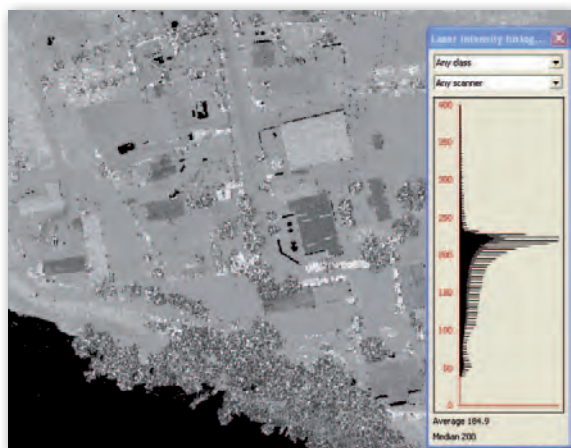 Laser intensity histog...
Any class
Any scanner
400
350
300
250
200
150
100
50
0
Average 184.9
Median 200